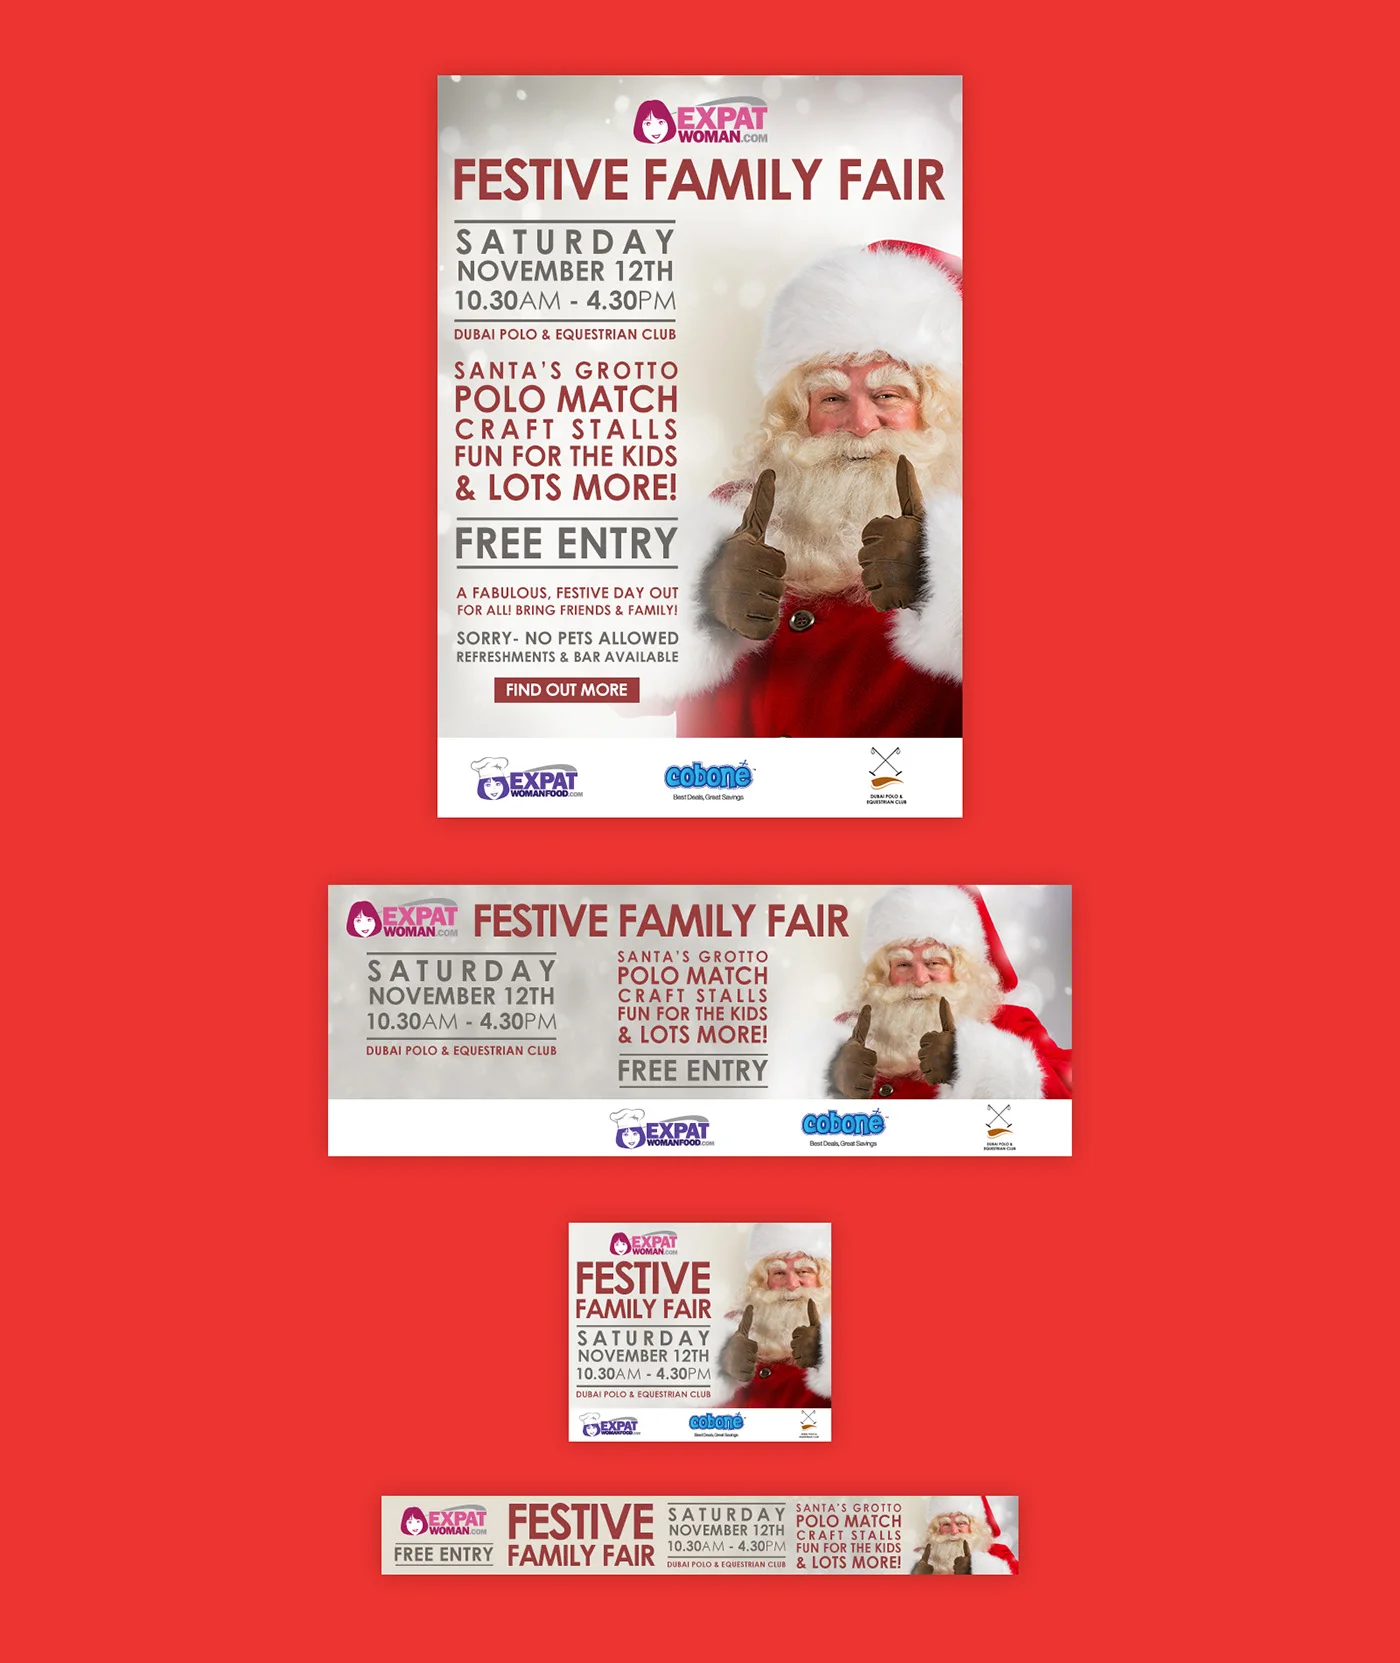 EXPAT
WOMAN.COM
FESTIVE FAMILY FAIR
SATURDAY
NOVEMBER 12TH
10.30AM - 4.30PM
DUBAI POLO & EQUESTRIAN CLUB
SANTA'S GROTTO
POLO MATCH
CRAFT STALLS
FUN FOR THE KIDS
& LOTS MORE!
FREE ENTRY
A FABULOUS, FESTIVE DAY OUT
FOR ALL! BRING FRIENDS & FAMILY!
SORRY- NO PETS ALLOWED
REFRESHMENTS & BAR AVAILABLE
FIND OUT MORE
EXPAT
WOMANFOOD.COM
cobone
Best Deals, Great Savings
DUBAI POLO &
EQUESTRIAN CLUB
EXPAT
WOMAN.COM
FESTIVE FAMILY FAIR
SATURDAY
NOVEMBER 12TH
10.30AM - 4.30PM
DUBAI POLO & EQUESTRIAN CLUB
SANTA'S GROTTO
POLO MATCH
CRAFT STALLS
FUN FOR THE KIDS
& LOTS MORE!
FREE ENTRY
EXPAT
WOMANFOOD.COM
cobone
Best Deals, Great Savings
DUBAI POLO &
EQUESTRIAN CLUB
EXPAT
WOMAN.COM
FESTIVE
FAMILY FAIR
SATURDAY
NOVEMBER 12TH
10.30AM - 4.30PM
DUBAI POLO & EQUESTRIAN CLUB
EXPAT
WOMANFOOD.COM
cobone
Best Deals, Great Savings
EXPAT
WOMAN.COM
FREE ENTRY
FESTIVE
FAMILY FAIR
SATURDAY
NOVEMBER 12TH
10.30AM - 4.30PM
DUBAI POLO & EQUESTRIAN CLUB
SANTA'S GROTTO
POLO MATCH
CRAFT STALLS
FUN FOR THE KIDS
& LOTS MORE!